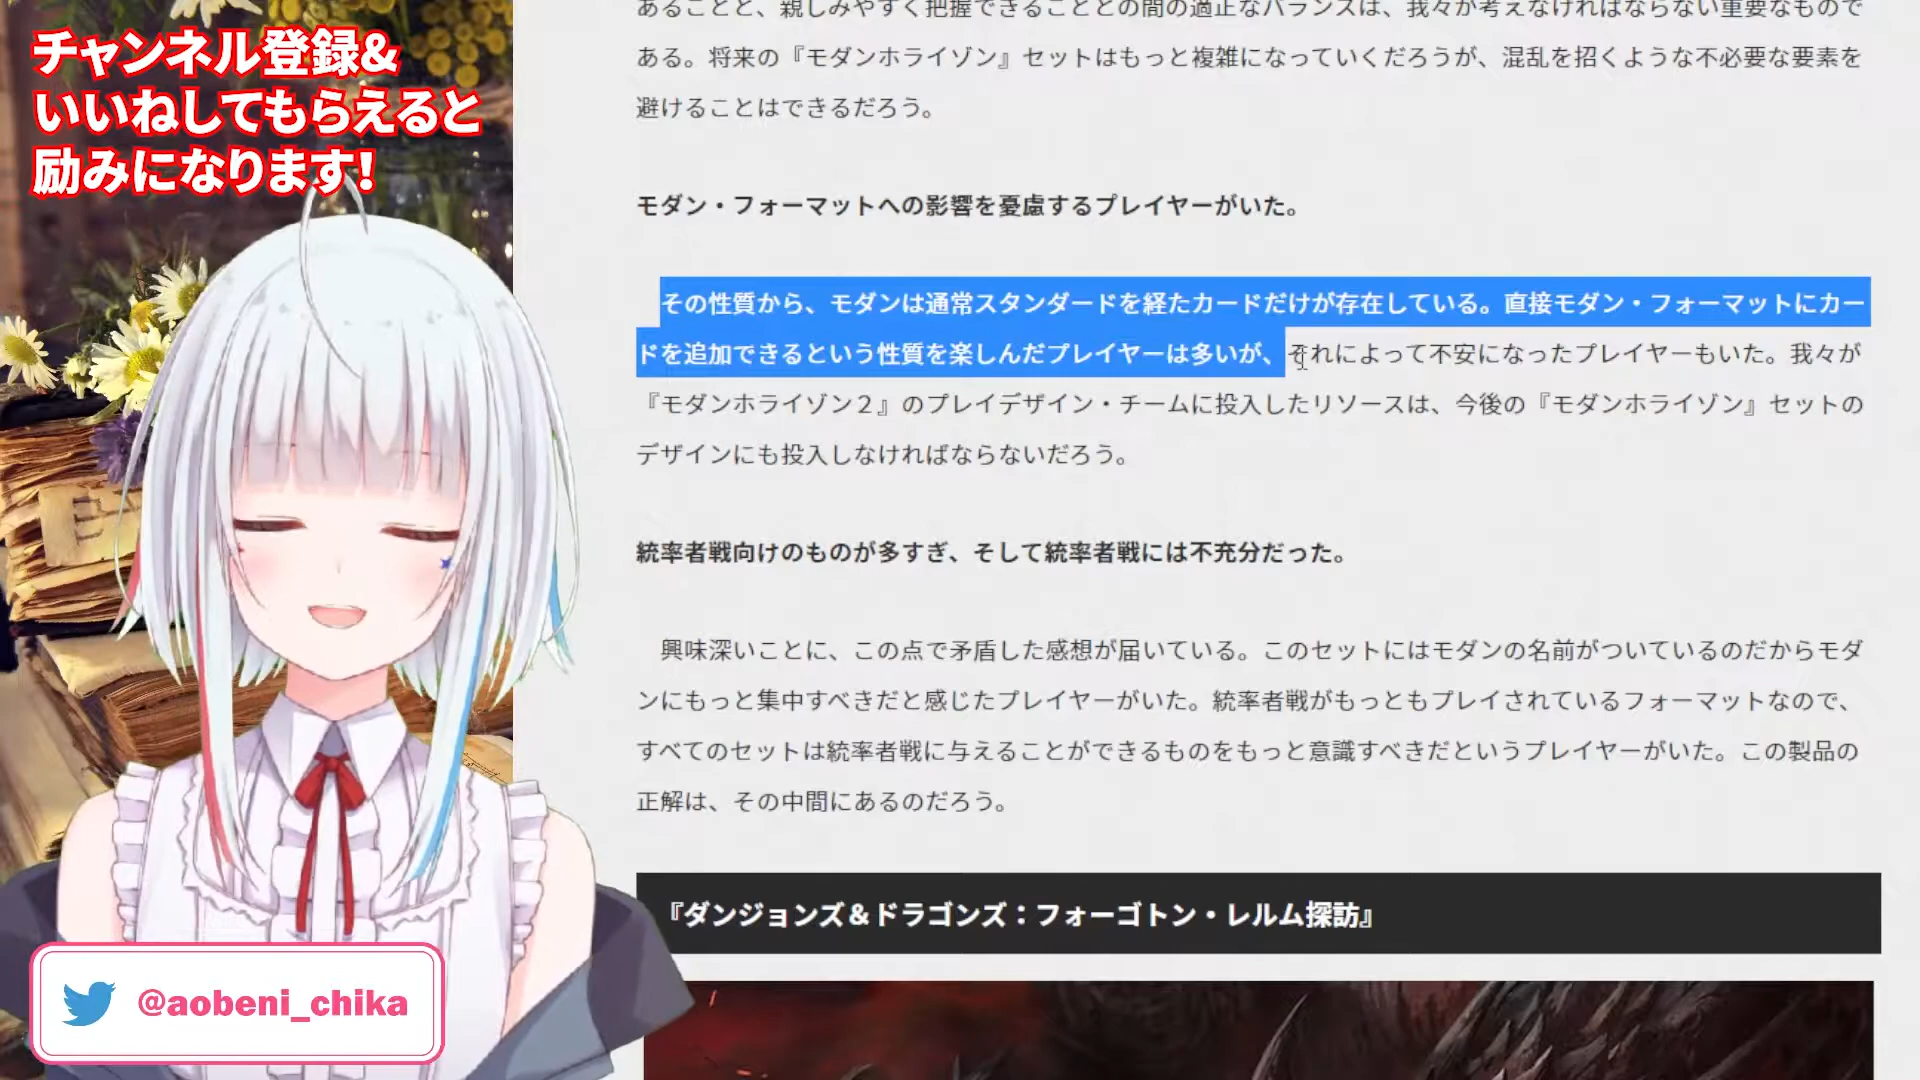 チャンネル登録&
いいねしてもらえると
励みになります!
あることと、親しみやすく把握できることとの間の適正なバランスは、我々が考えなければならない重要なもので
ある。将来の『モダンホライゾン』セットはもっと複雑になっていくだろうが、混乱を招くような不必要な要素を
避けることはできるだろう。
モダン・フォーマットへの影響を憂慮するプレイヤーがいた。
その性質から、モダンは通常スタンダードを経たカードだけが存在している。直接モダン・フォーマットにカー
ドを追加できるという性質を楽しんだプレイヤーは多いが、それによって不安になったプレイヤーもいた。我々が
『モダンホライゾン2』のプレイデザイン・チームに投入したリソースは、今後の『モダンホライゾン』セットの
デザインにも投入しなければならないだろう。
統率者戦向けのものが多すぎ、そして統率者戦には不充分だった。
興味深いことに、この点で矛盾した感想が届いている。このセットにはモダンの名前がついているのだからモダ
ンにもっと集中すべきだと感じたプレイヤーがいた。統率者戦がもっともプレイされているフォーマットなので、
すべてのセットは統率者戦に与えることができるものをもっと意識すべきだというプレイヤーがいた。この製品の
正解は、その中間にあるのだろう。
『ダンジョンズ&ドラゴンズ:フォーゴトン・レルム探訪』
@aobeni_chika